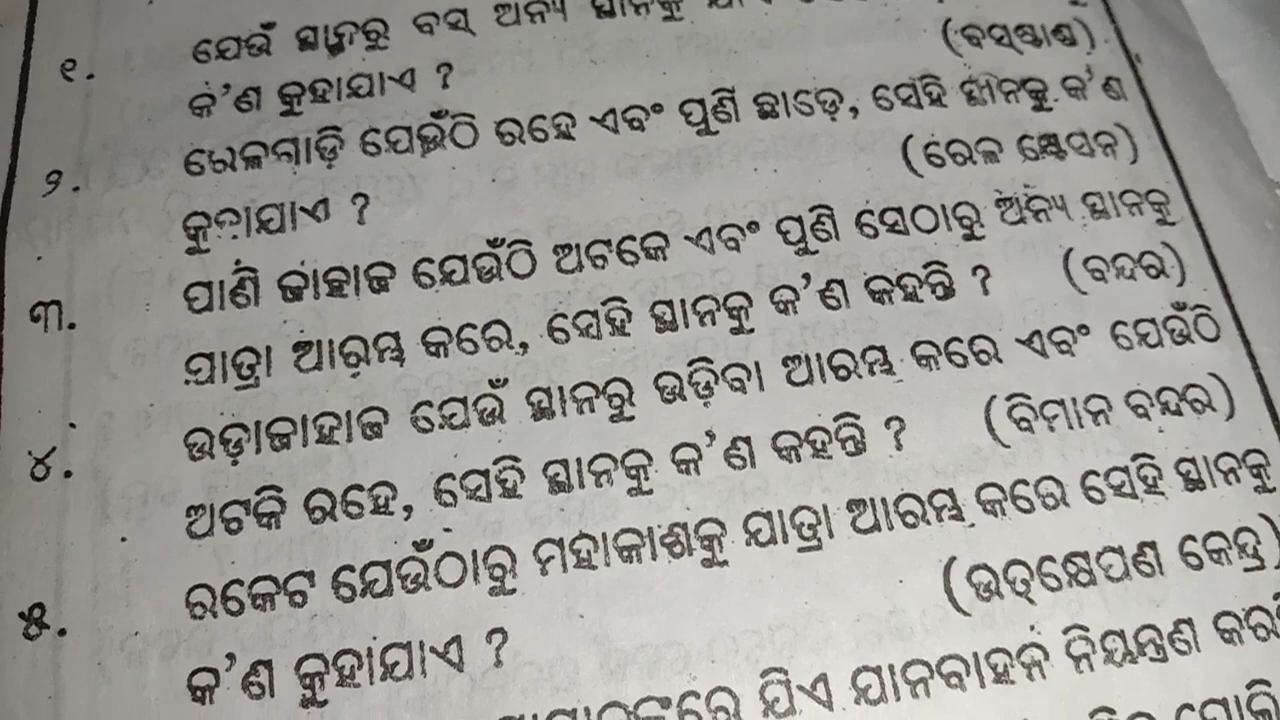 ୧. ଯେଉଁ ସ୍ଥାନରୁ ବସ୍ ଅନ୍ୟ ସ୍ଥାନକୁ
କ'ଣ କୁହାଯାଏ ? (ବସ୍‌ଷ୍ଟାଣ୍ଡ)
୨. ରେଳଗାଡ଼ି ଯେଉଁଠି ରହେ ଏବଂ ପୁଣି ଛାଡ଼େ, ସେହି ସ୍ଥାନକୁ କ'ଣ
କୁହାଯାଏ ? (ରେଳ ଷ୍ଟେସନ)
୩. ପାଣି ଜାହାଜ ଯେଉଁଠି ଅଟକେ ଏବଂ ପୁଣି ସେଠାରୁ ଅନ୍ୟ ସ୍ଥାନକୁ
ଯାତ୍ରା ଆରମ୍ଭ କରେ, ସେହି ସ୍ଥାନକୁ କ'ଣ କହନ୍ତି ? (ବନ୍ଦର)
୪. ଉଡ଼ାଜାହାଜ ଯେଉଁ ସ୍ଥାନରୁ ଉଡ଼ିବା ଆରମ୍ଭ କରେ ଏବଂ ଯେଉଁଠି
ଅଟକି ରହେ, ସେହି ସ୍ଥାନକୁ କ'ଣ କହନ୍ତି ? (ବିମାନ ବନ୍ଦର)
୫. ରକେଟ ଯେଉଁଠାରୁ ମହାକାଶକୁ ଯାତ୍ରା ଆରମ୍ଭ କରେ ସେହି ସ୍ଥାନକୁ
କ'ଣ କୁହାଯାଏ ? (ଉତ୍‌କ୍ଷେପଣ କେନ୍ଦ୍ର)
ଯିଏ ଯାନବାହନ ନିୟନ୍ତ୍ରଣ